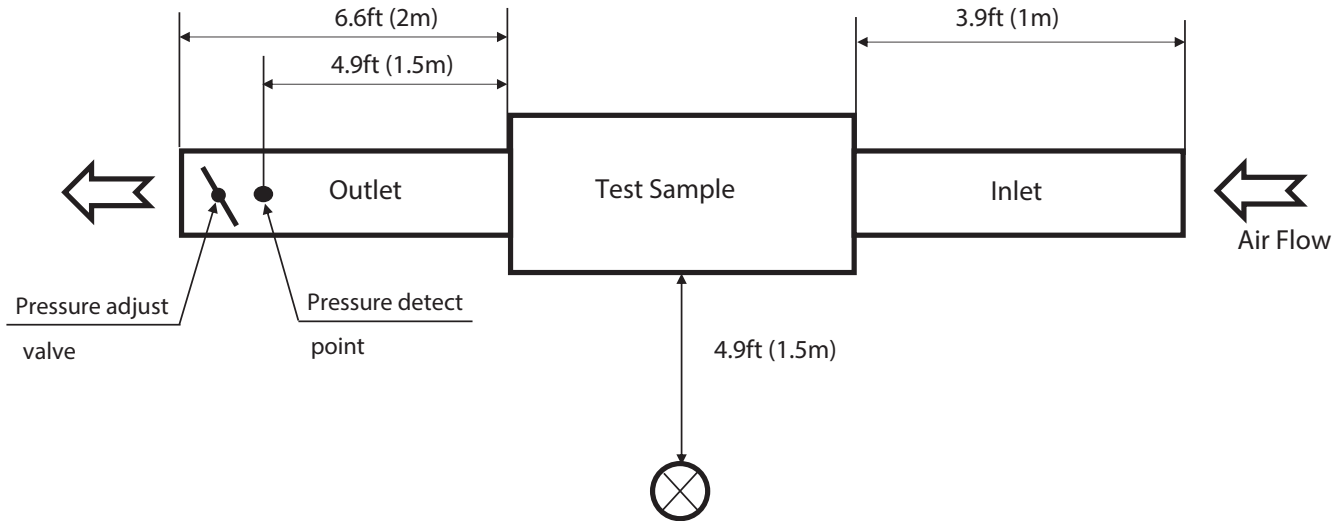 6.6ft (2m)
3.9ft (1m)
4.9ft (1.5m)
Outlet
Test Sample
Inlet
Air Flow
Pressure adjust
valve
Pressure detect
point
4.9ft (1.5m)